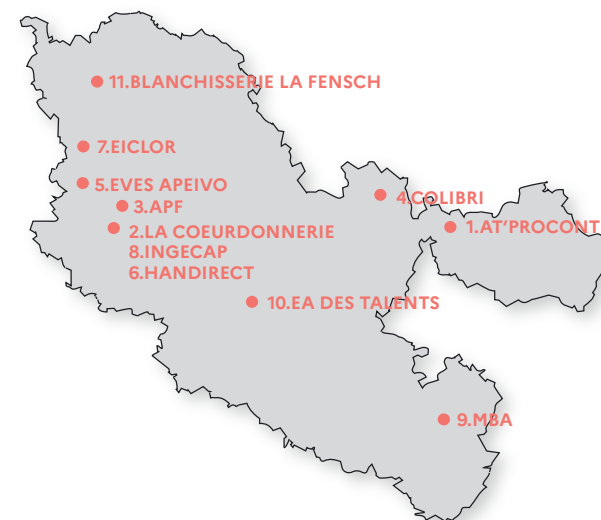 11.BLANCHISSERIE LA FENSCH
7.EICLOR
5.EVES APEIVO
4.COLIBRI
3.APF
1.AT'PROCONT
2.LA COEURDONNERIE
8.INGECAP
6.HANDIRECT
10.EA DES TALENTS
9.MBA